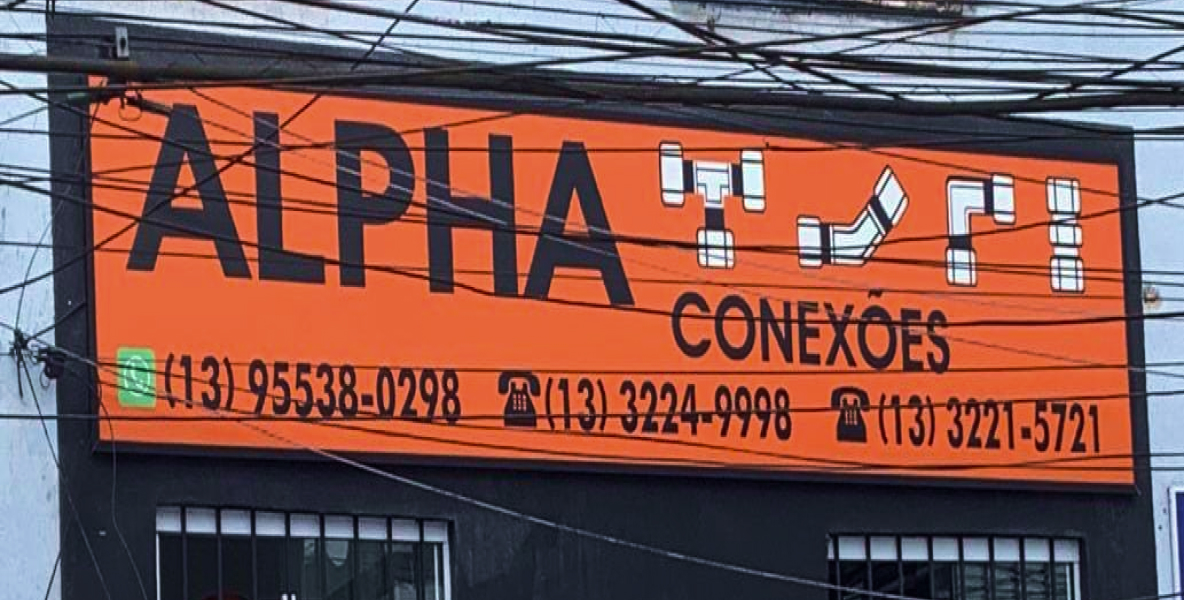 ALPHA
CONEXÕES
(13) 95538-0298 (13) 3224-9998 (13) 3221-5721